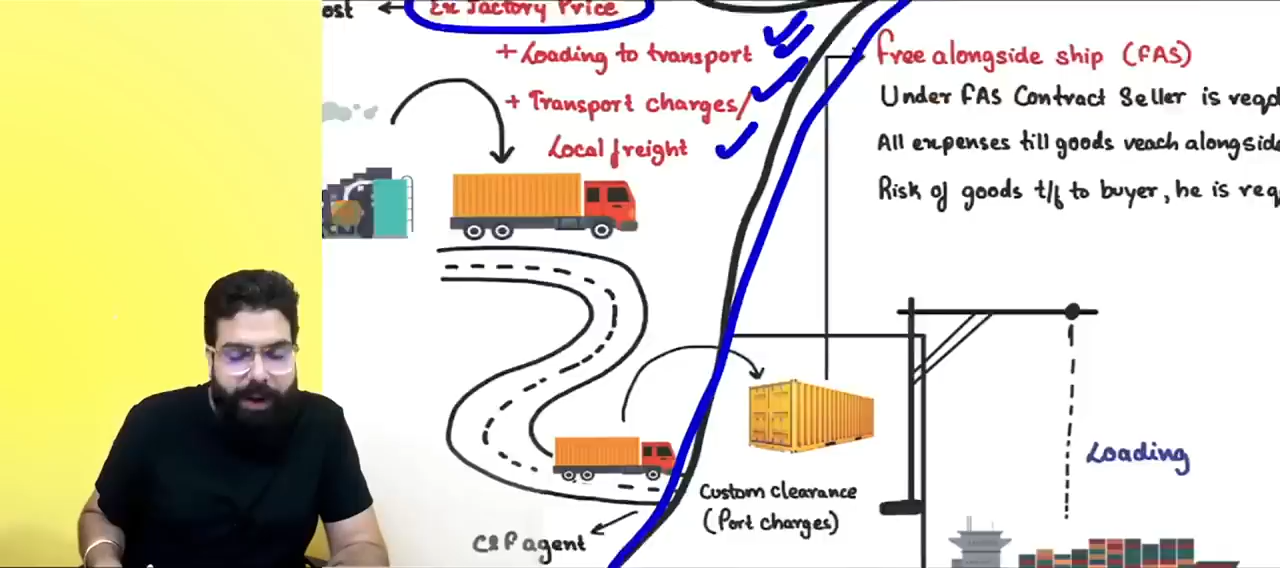 ost ← Ex Factory Price
+ Loading to transport
+ Transport charges/
Local freight
Free alongside ship (FAS)
Under FAS Contract Seller is reqd
All expenses till goods reach alongside
Risk of goods t/f to buyer, he is req
Loading
Custom clearance
(Port charges)
C&F agent